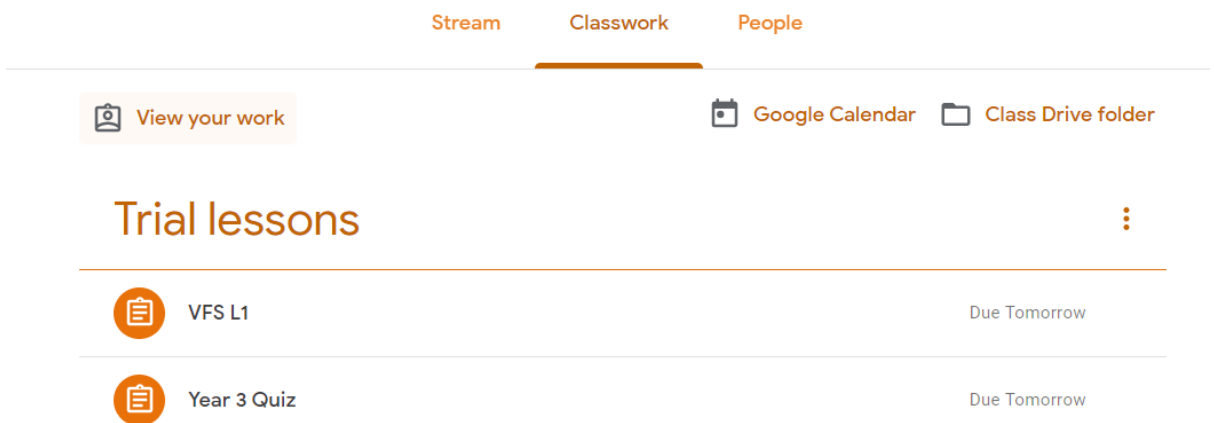 Stream Classwork People
View your work Google Calendar Class Drive folder
Trial lessons
VFS L1 Due Tomorrow
Year 3 Quiz Due Tomorrow